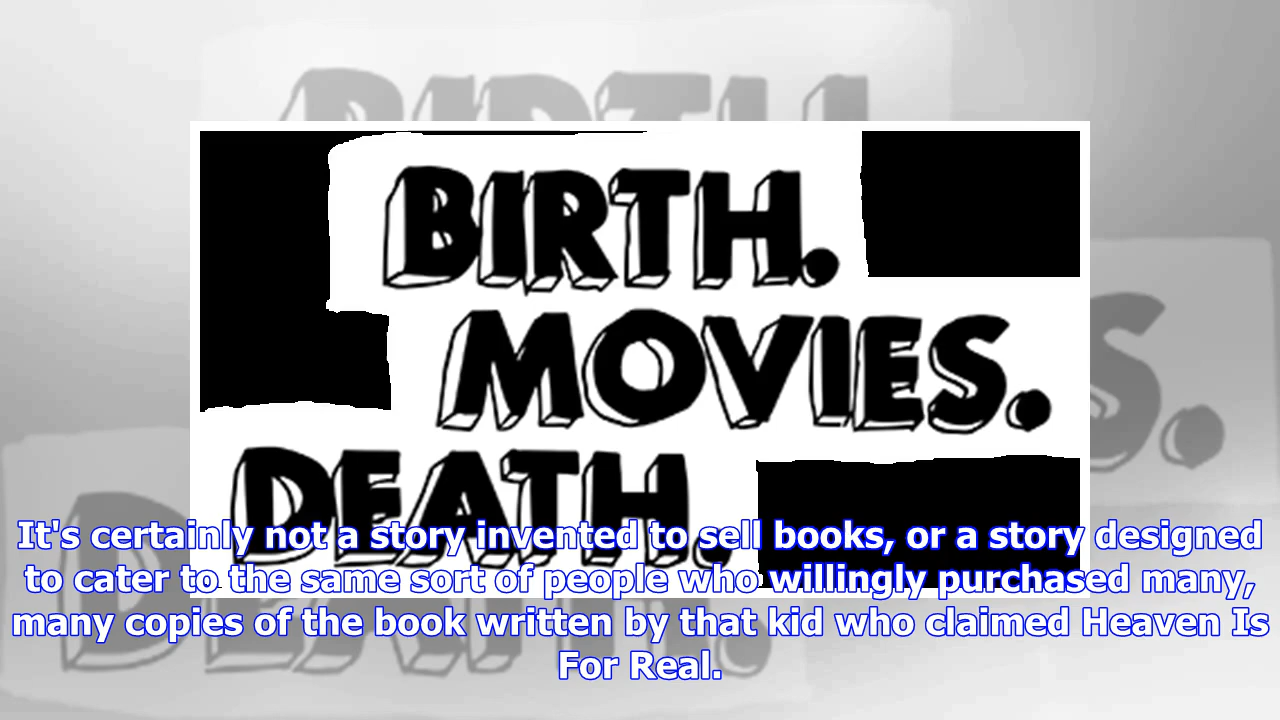 BIRTH.
MOVIES.
DEATH.
It's certainly not a story invented to sell books, or a story designed
to cater to the same sort of people who willingly purchased many,
many copies of the book written by that kid who claimed Heaven Is
For Real.